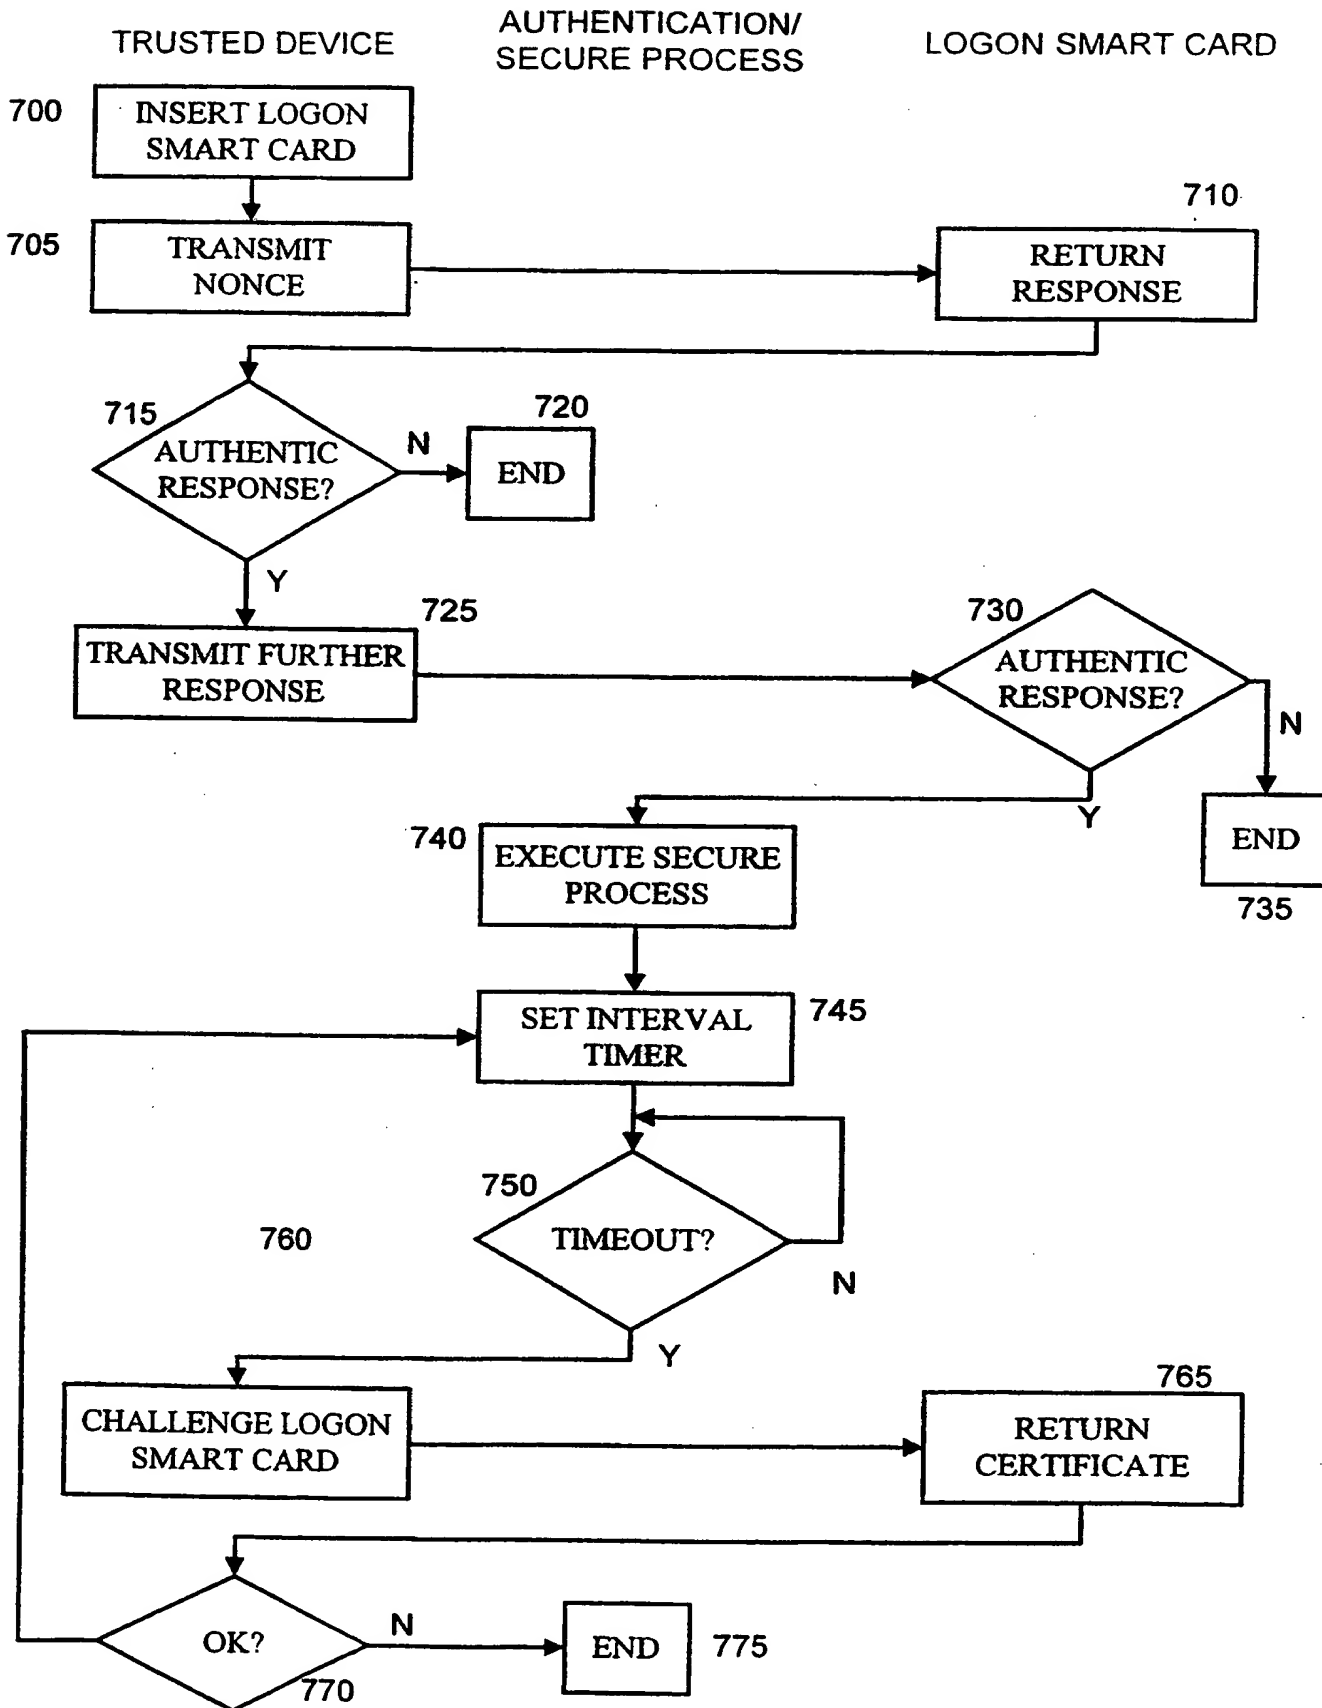 TRUSTED DEVICE
AUTHENTICATION/
SECURE PROCESS
LOGON SMART CARD
700
INSERT LOGON
SMART CARD
705
TRANSMIT
NONCE
710
RETURN
RESPONSE
715
AUTHENTIC
RESPONSE?
N
720
END
Y
725
TRANSMIT FURTHER
RESPONSE
730
AUTHENTIC
RESPONSE?
N
Y
END
735
740
EXECUTE SECURE
PROCESS
745
SET INTERVAL
TIMER
750
TIMEOUT?
N
760
Y
CHALLENGE LOGON
SMART CARD
765
RETURN
CERTIFICATE
OK?
770
N
END
775